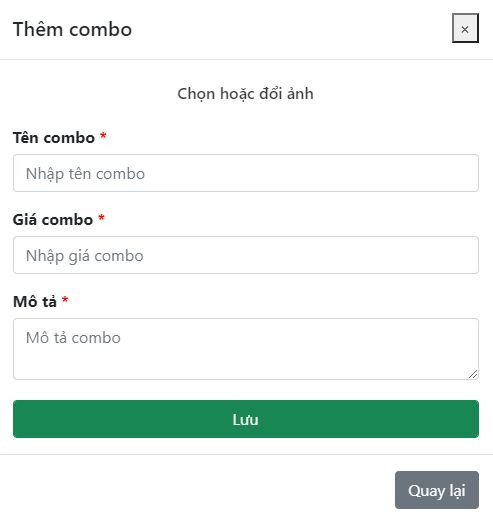 Thêm combo
×
Chọn hoặc đổi ảnh
Tên combo *
Nhập tên combo
Giá combo *
Nhập giá combo
Mô tả *
Mô tả combo
Lưu
Quay lại